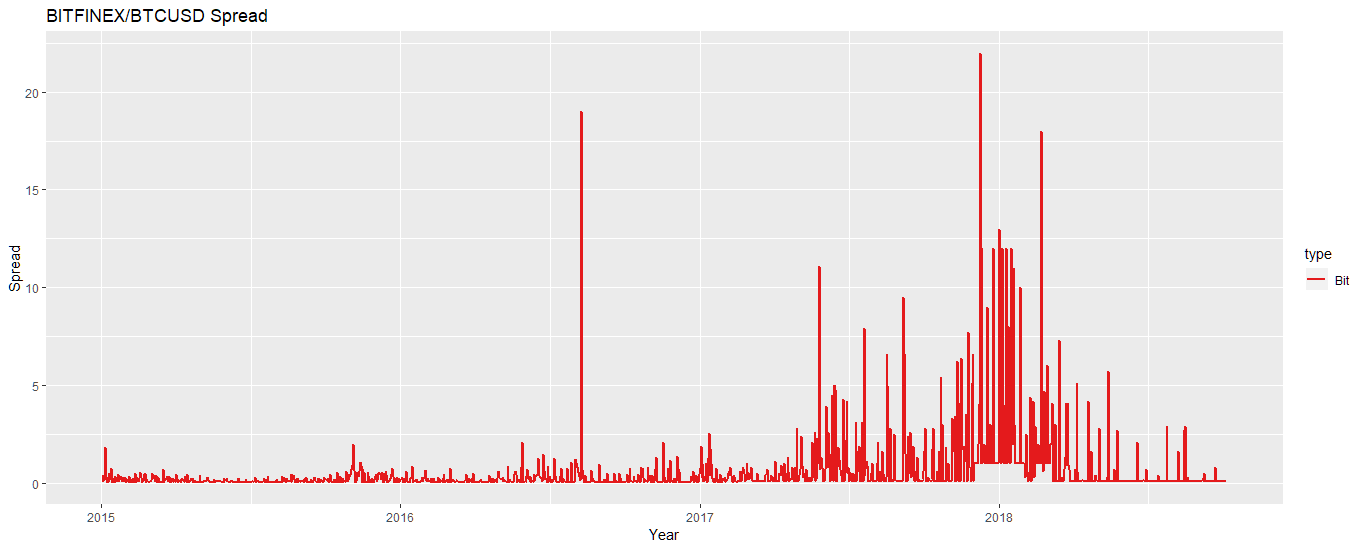 BITFINEX/BTCUSD Spread
20
15
10
5
0
Spread
2015
2016
2017
2018
Year
type
Bit